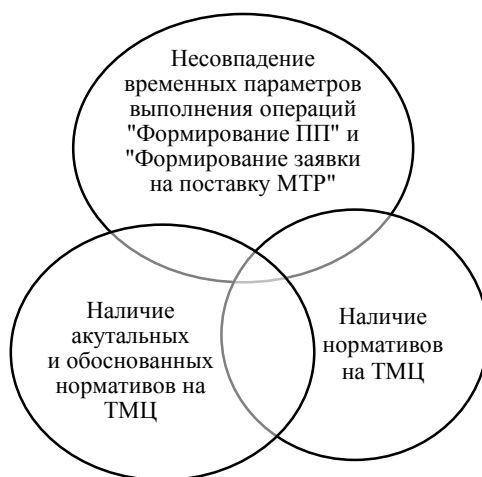 Несовпадение
временных параметров
выполнения операций
"Формирование ПП" и
"Формирование заявки
на поставку МТР"
Наличие
акутальных
и обоснованных
нормативов на
ТМЦ
Наличие
нормативов
на ТМЦ